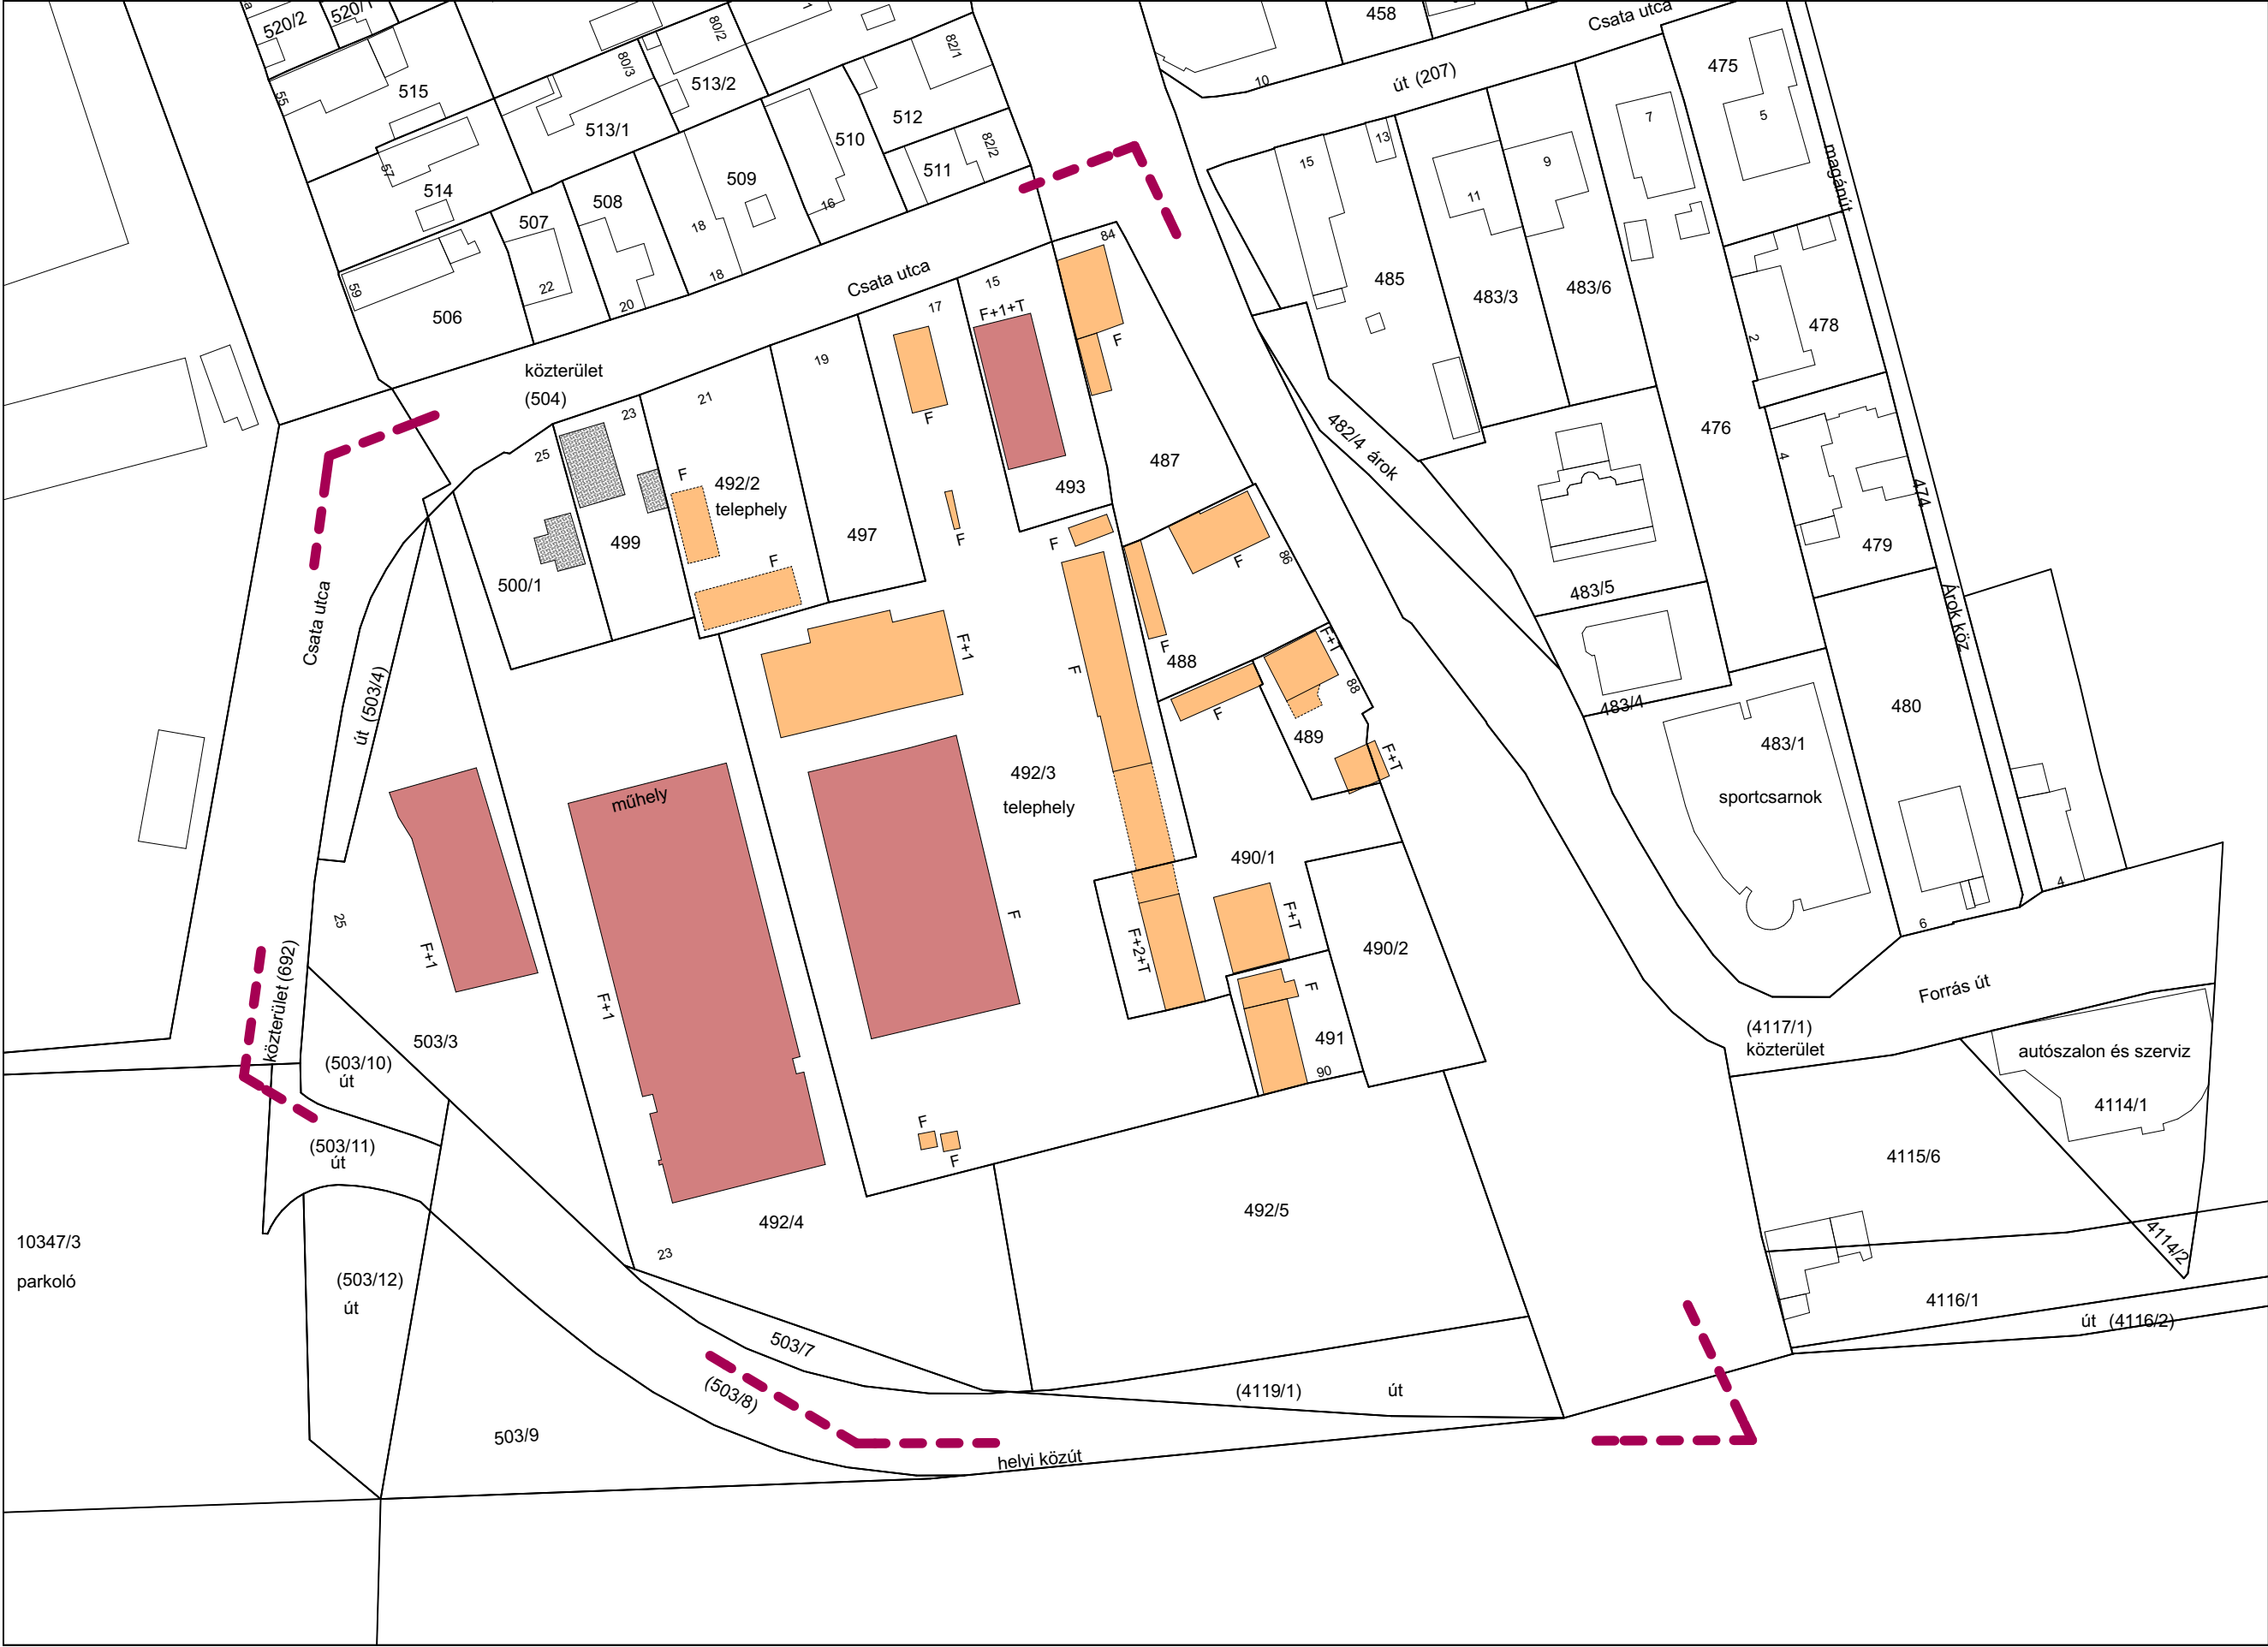 520/2
520/1
80/2
1
82/1
458
Csata utca
475
10
út (207)
55
515
80/3
513/2
513/1
512
510
82/2
511
13
15
7
5
magánút
57
514
509
508
507
16
18
18
11
9
59
506
22
20
Csata utca
84
485
483/3
483/6
478
2
17
15
F+1+T
F
közterület
(504)
19
21
23
25
F
482/4 árok
476
4
474
F
492/2
telephely
487
493
497
F
F
F
499
500/1
86
F
479
483/5
Árok köz
Csata utca
F+1
F
F
488
F+T
88
út (503/4)
F
489
483/4
480
483/1
F+T
492/3
telephely
műhely
sportcsarnok
490/1
25
F
F+T
F+2+T
490/2
4
6
F+1
F+1
közterület (692)
F
Forrás út
503/3
491
90
(4117/1)
közterület
autószalon és szerviz
(503/10)
út
4114/1
F
F
(503/11)
út
4115/6
492/4
492/5
23
10347/3
parkoló
(503/12)
út
4114/2
4116/1
út (4116/2)
503/7
(503/8)
(4119/1)
út
503/9
helyi közút